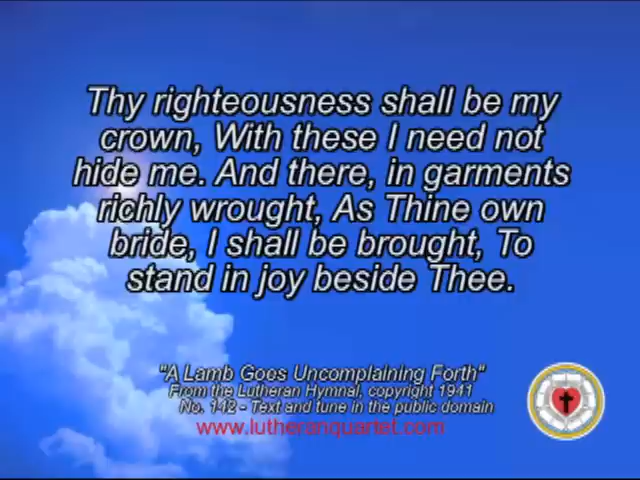 Thy righteousness shall be my
crown, With these I need not
hide me. And there, in garments
richly wrought, As Thine own
bride, I shall be brought, To
stand in joy beside Thee.
"A Lamb Goes Uncomplaining Forth"
From the Lutheran Hymnal, copyright 1941
No. 142 - Text and tune in the public domain
www.lutheranquartet.com